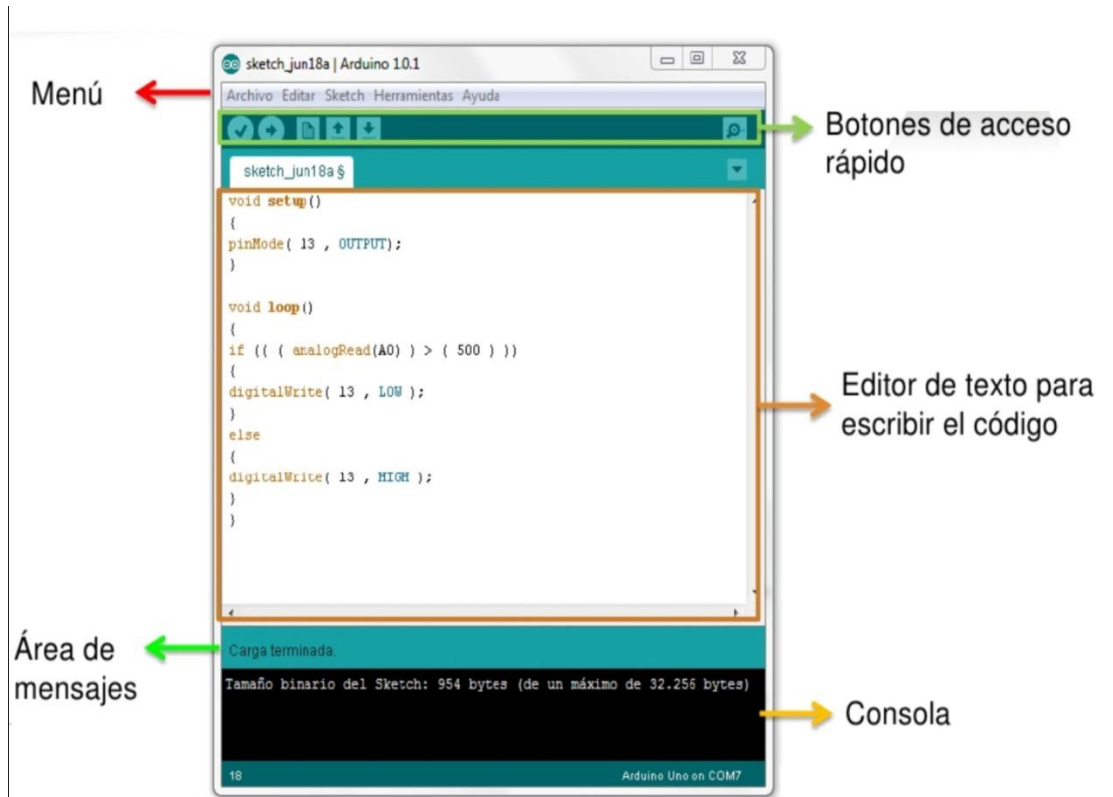 sketch_jun18a | Arduino 1.0.1
Menú
Archivo Editar Sketch Herramientas Ayuda
Botones de acceso
rápido
sketch_jun18a §
void setup()
{
pinMode( 13 , OUTPUT);
}
void loop()
{
if (( ( analogRead(A0) ) > ( 500 ) ))
{
digitalWrite( 13 , LOW );
}
else
{
digitalWrite( 13 , HIGH );
}
}
Editor de texto para
escribir el código
Área de
mensajes
Carga terminada.
Tamaño binario del Sketch: 954 bytes (de un máximo de 32.256 bytes)
Consola
18
Arduino Uno on COM7